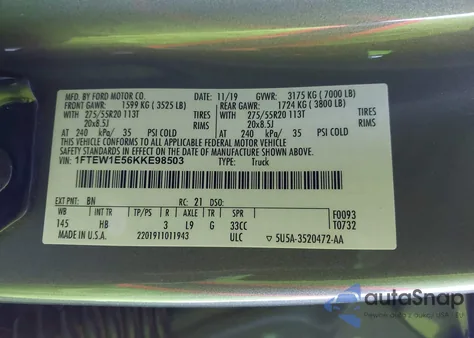 MFD. BY FORD MOTOR CO. DATE: 11/19 GVWR: 3175 KG ( 7000 LB)
FRONT GAWR: 1599 KG ( 3525 LB) REAR GAWR: 1724 KG ( 3800 LB)
WITH 275/55R20 113T TIRES WITH 275/55R20 113T TIRES
20x8.5J RIMS 20x8.5J RIMS
AT 240 kPa/ 35 PSI COLD AT 240 kPa/ 35 PSI COLD
THIS VEHICLE CONFORMS TO ALL APPLICABLE FEDERAL MOTOR VEHICLE
SAFETY STANDARDS IN EFFECT ON THE DATE OF MANUFACTURE SHOWN ABOVE.
VIN: 1FTEW1E56KKE98503 TYPE: Truck
EXT PNT: BN RC: 21 DSO:
WB INT TR TP/PS R TIRE AXLE TR SPR F0093
145 HB 3 L9 G 33CC T0732
MADE IN U.S.A. 2201911011943 ULC 5U5A-3520472-AA
autoSnap